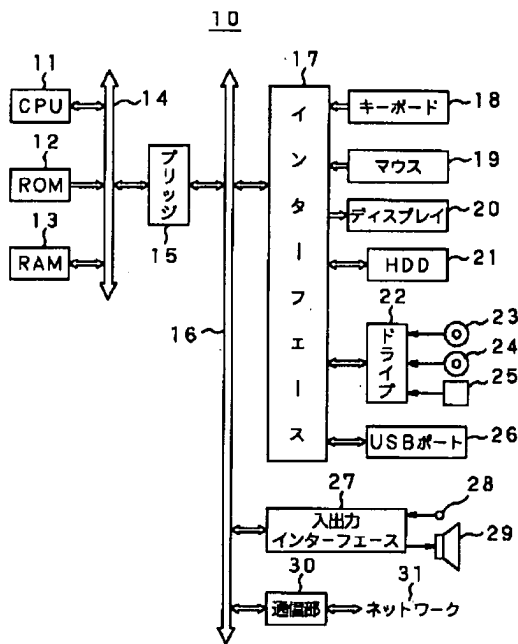 10
11
CPU
12
ROM
13
RAM
14
ブリッジ
15
16
17
インターフェース
キーボード
18
マウス
19
ディスプレイ
20
HDD
21
22
ドライブ
23
24
25
USBポート
26
27
入出力
インターフェース
28
29
30
通信部
31
ネットワーク